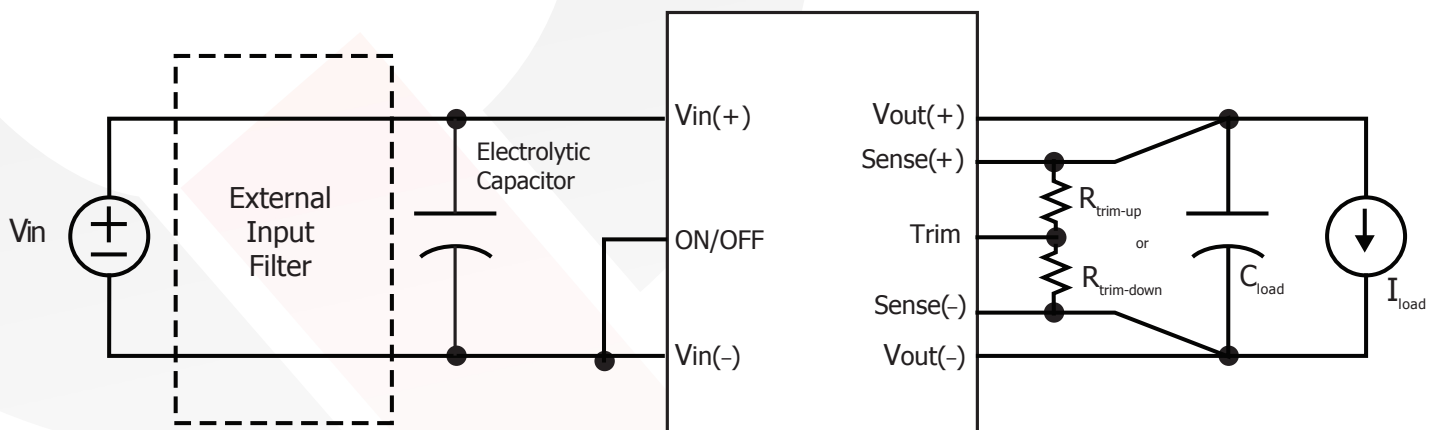 Vin
External
Input
Filter
Electrolytic
Capacitor
Vin(+)
ON/OFF
Vin(−)
Vout(+)
Sense(+)
Trim
Sense(−)
Vout(−)
Rtrim-up
or
Rtrim-down
Cload
Iload